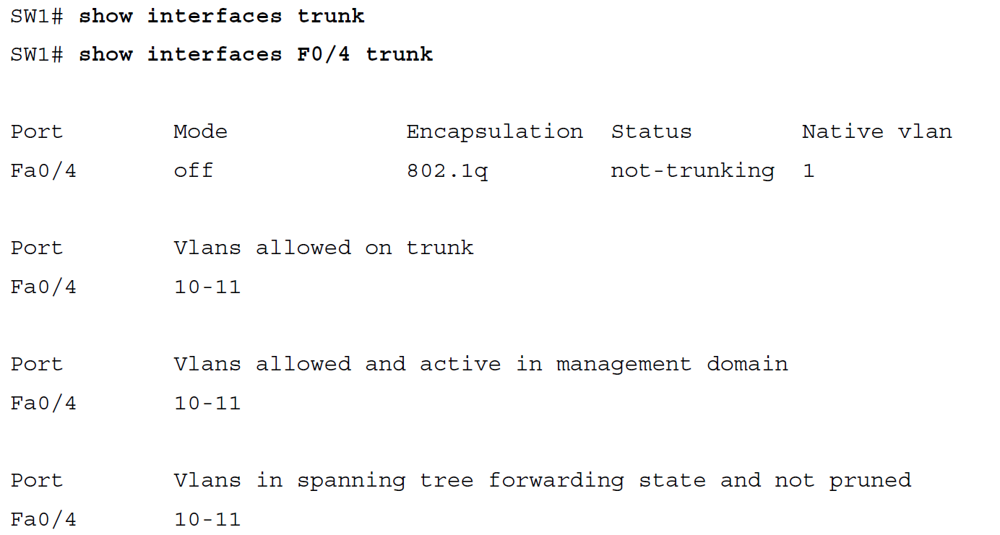 SW1# show interfaces trunk
SW1# show interfaces F0/4 trunk
Port Mode Encapsulation Status Native vlan
Fa0/4 off 802.1q not-trunking 1
Port Vlans allowed on trunk
Fa0/4 10-11
Port Vlans allowed and active in management domain
Fa0/4 10-11
Port Vlans in spanning tree forwarding state and not pruned
Fa0/4 10-11